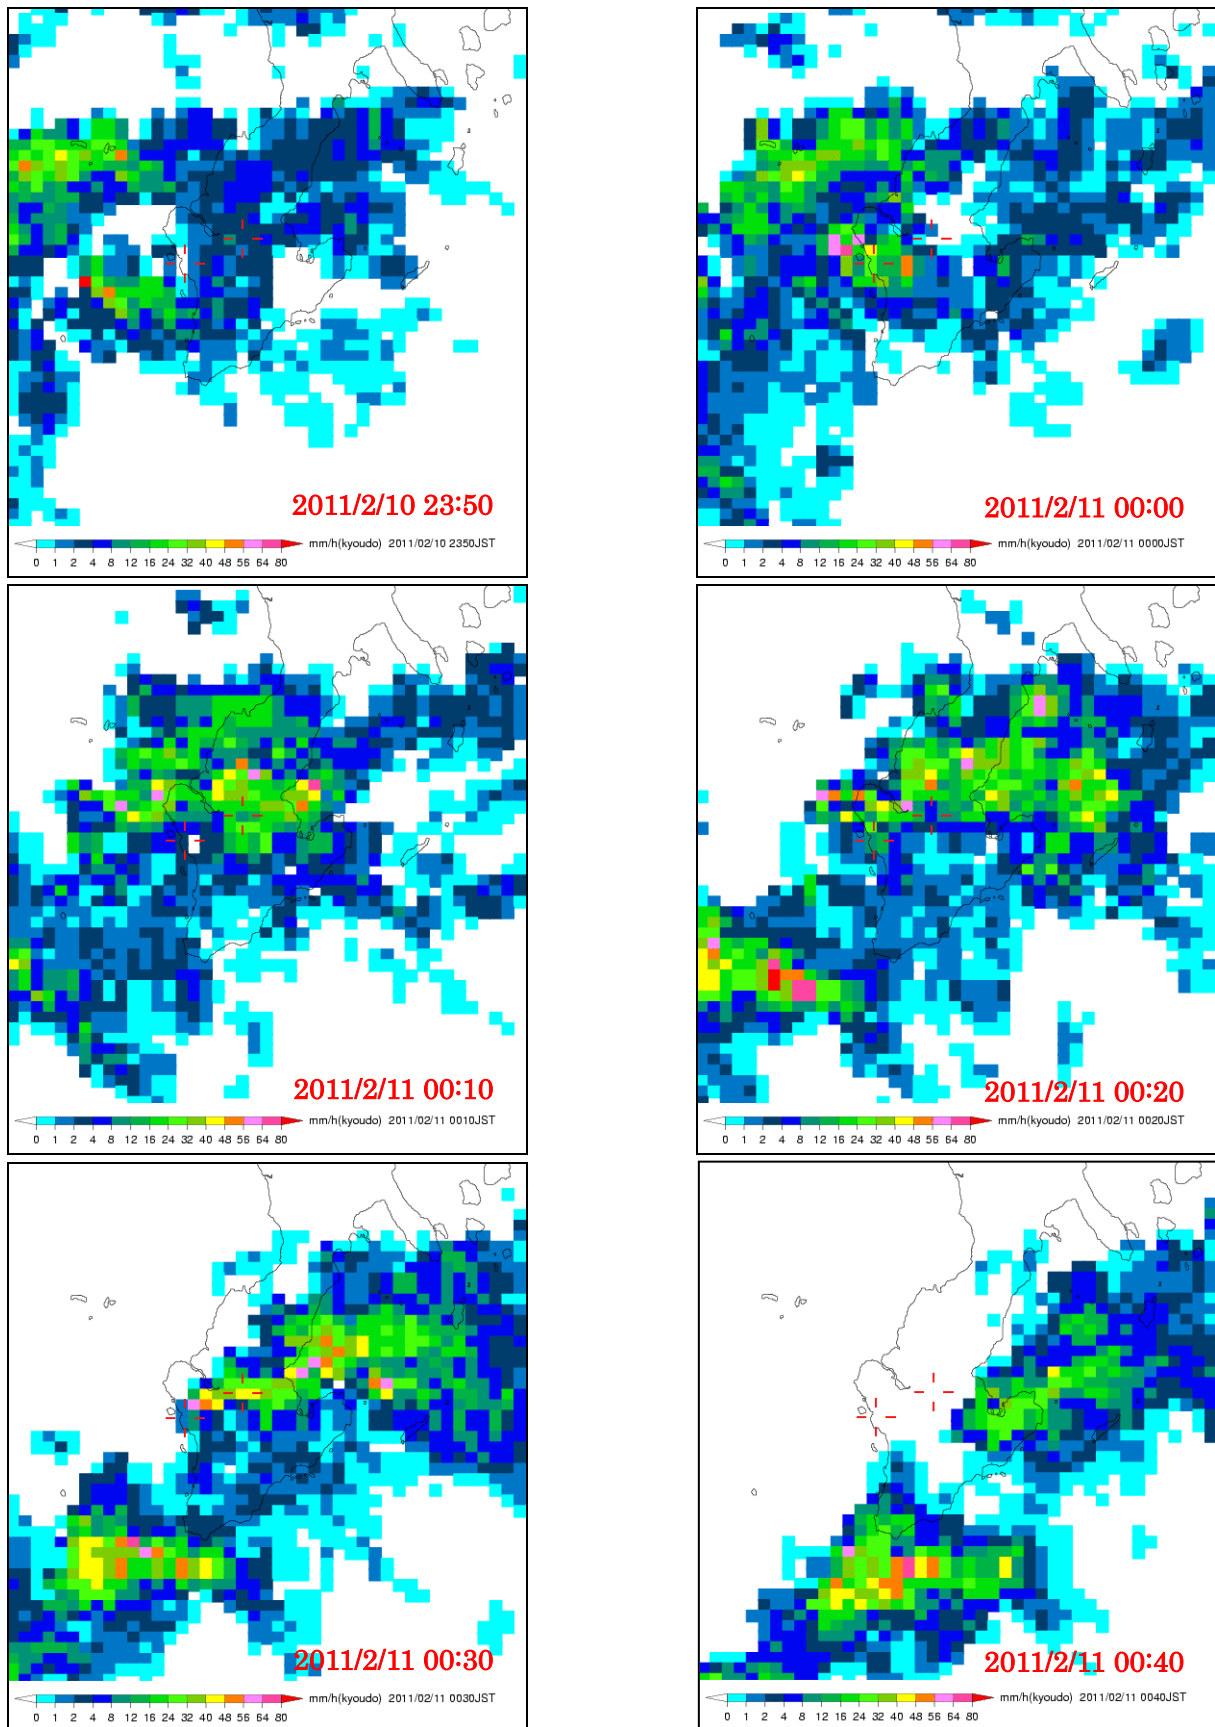 2011/2/10 23:50
mm/h(kyoudo) 2011/02/10 2350JST
0 1 2 4 8 12 16 24 32 40 48 56 64 80
2011/2/11 00:00
mm/h(kyoudo) 2011/02/11 0000JST
0 1 2 4 8 12 16 24 32 40 48 56 64 80
2011/2/11 00:10
mm/h(kyoudo) 2011/02/11 0010JST
0 1 2 4 8 12 16 24 32 40 48 56 64 80
2011/2/11 00:20
mm/h(kyoudo) 2011/02/11 0020JST
0 1 2 4 8 12 16 24 32 40 48 56 64 80
2011/2/11 00:30
mm/h(kyoudo) 2011/02/11 0030JST
0 1 2 4 8 12 16 24 32 40 48 56 64 80
2011/2/11 00:40
mm/h(kyoudo) 2011/02/11 0040JST
0 1 2 4 8 12 16 24 32 40 48 56 64 80